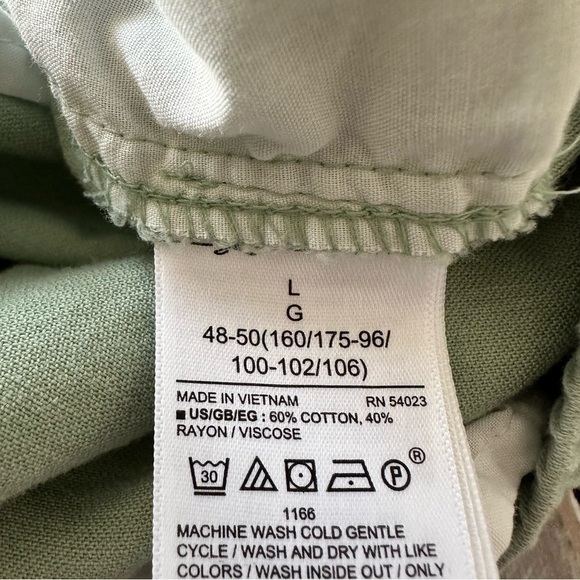 L
G
48-50(160/175-96/
100-102/106)
MADE IN VIETNAM RN 54023
■ US/GB/EG : 60% COTTON, 40%
RAYON / VISCOSE
30 P ®
1166
MACHINE WASH COLD GENTLE
CYCLE / WASH AND DRY WITH LIKE
COLORS / WASH INSIDE OUT / ONLY